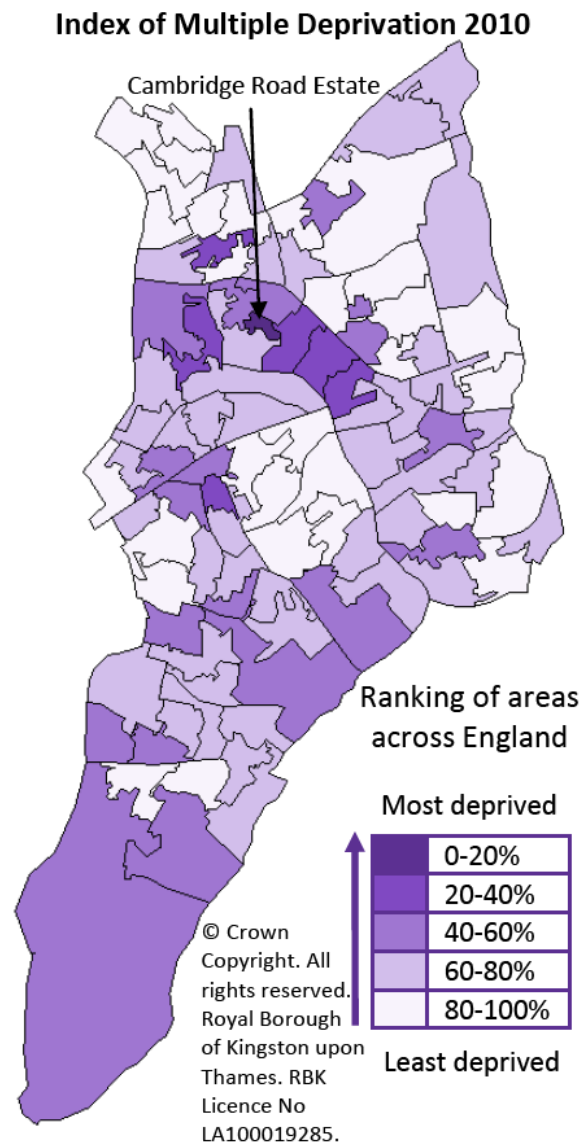 Index of Multiple Deprivation 2010
Cambridge Road Estate
Ranking of areas
across England
Most deprived
0-20%
20-40%
40-60%
60-80%
80-100%
Least deprived
© Crown
Copyright. All
rights reserved.
Royal Borough
of Kingston upon
Thames. RBK
Licence No
LA100019285.